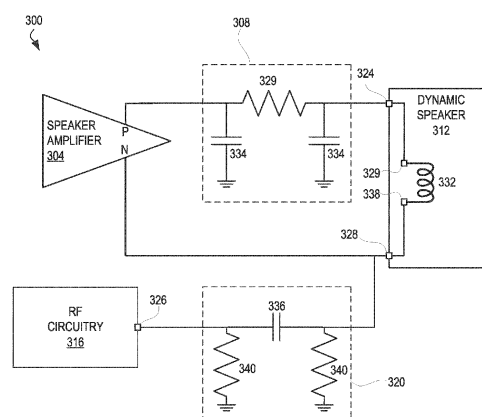 300
308
329
324
DYNAMIC
SPEAKER
312
SPEAKER
AMPLIFIER
304
P
N
334
334
329
332
338
328
326
336
RF
CIRCUITRY
316
340
340
320